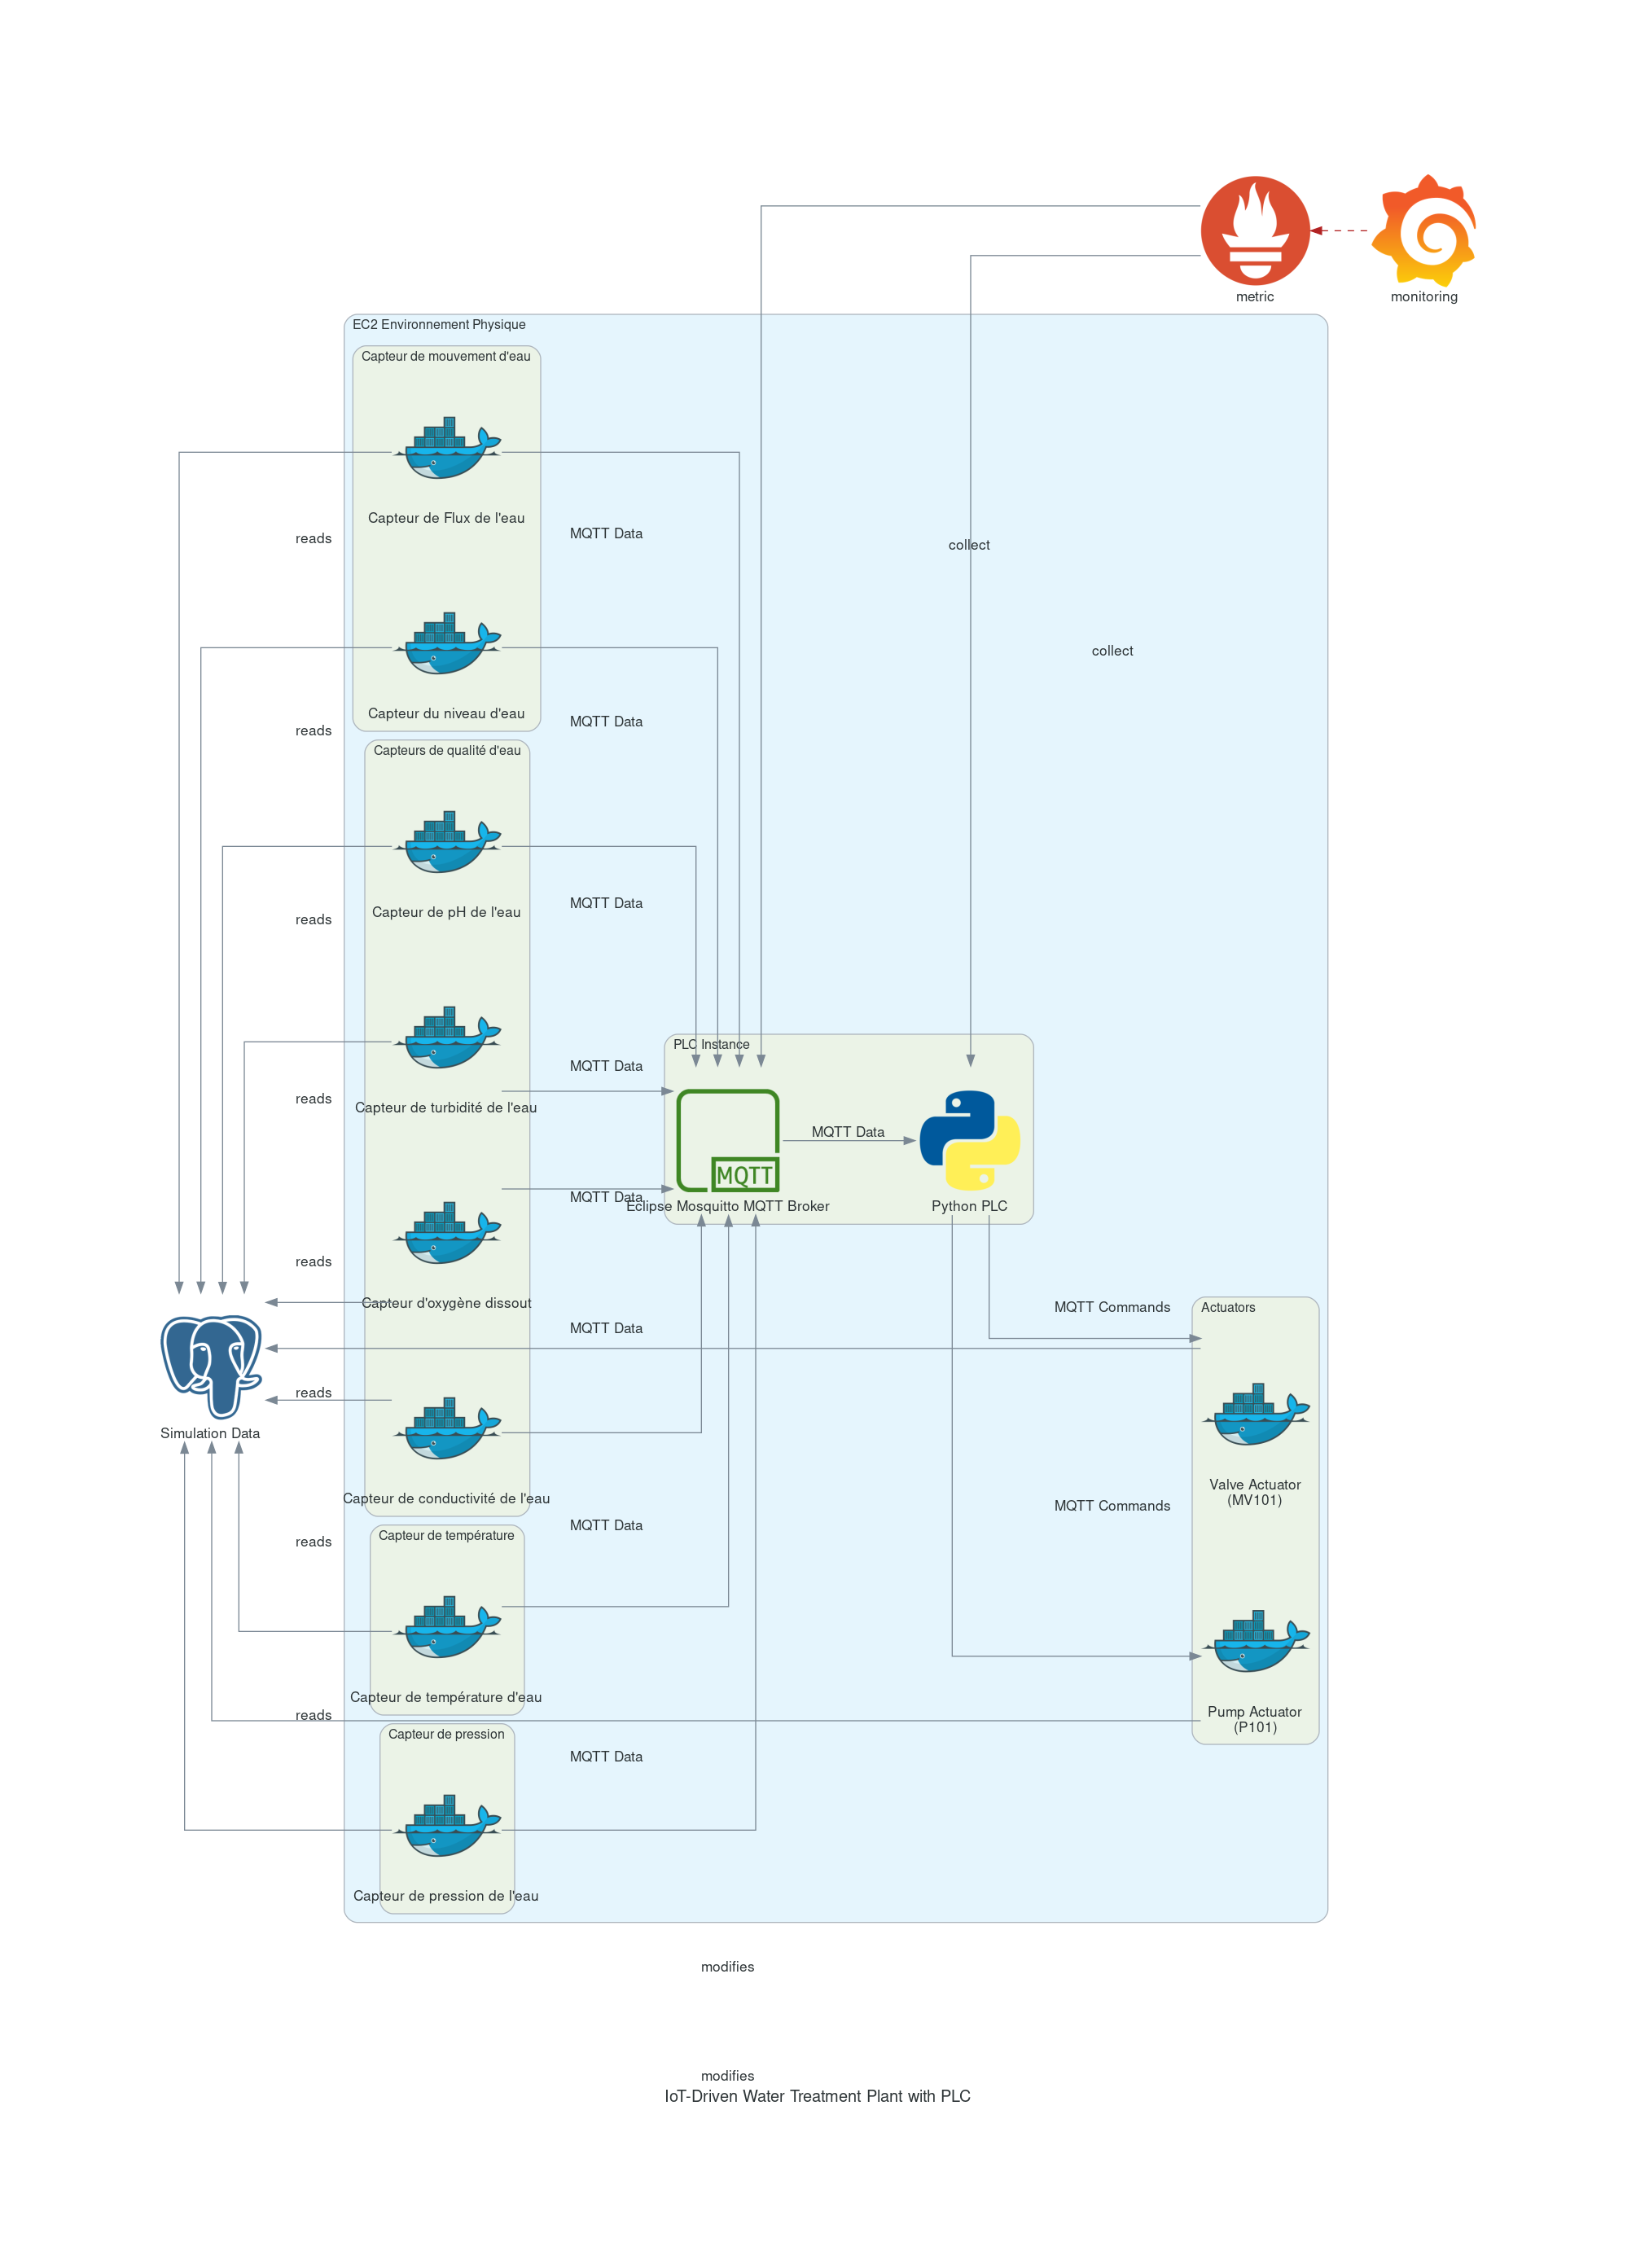 metric
monitoring
EC2 Environnement Physique
Capteur de mouvement d'eau
Capteur de Flux de l'eau
reads
MQTT Data
collect
collect
Capteur du niveau d'eau
reads
MQTT Data
Capteurs de qualité d'eau
Capteur de pH de l'eau
reads
MQTT Data
PLC Instance
MQTT Data
reads
Capteur de turbidité de l'eau
MQTT Data
MQTT
MQTT Data
Eclipse Mosquitto MQTT Broker
Python PLC
reads
Capteur d'oxygène dissout
MQTT Commands
Actuators
MQTT Data
reads
Simulation Data
Valve Actuator
(MV101)
Capteur de conductivité de l'eau
MQTT Commands
MQTT Data
Capteur de température
reads
Capteur de température d'eau
reads
Pump Actuator
(P101)
Capteur de pression
MQTT Data
Capteur de pression de l'eau
modifies
modifies
IoT-Driven Water Treatment Plant with PLC